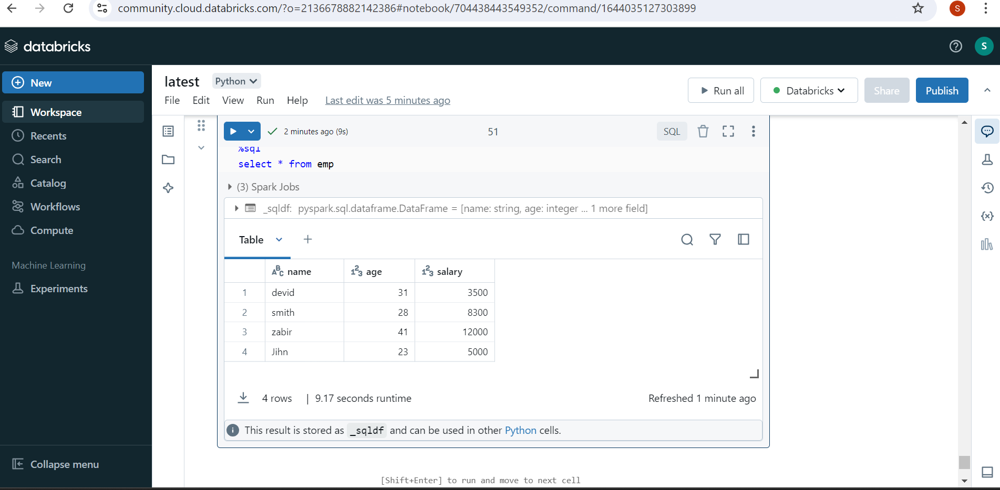 community.cloud.databricks.com/?o=2136678882142386#notebook/704438443549352/command/1644035127303899
S
databricks
S
New
Workspace
Recents
Search
Catalog
Workflows
Compute
Machine Learning
Experiments
Collapse menu
latest Python
File Edit View Run Help Last edit was 5 minutes ago
Run all Databricks Share Publish
2 minutes ago (9s) 51 SQL
%sql
select * from emp
(3) Spark Jobs
_sqldf: pyspark.sql.dataframe.DataFrame = [name: string, age: integer ... 1 more field]
Table +
ABC name 123 age 123 salary
1 devid 31 3500
2 smith 28 8300
3 zabir 41 12000
4 Jihn 23 5000
4 rows | 9.17 seconds runtime Refreshed 1 minute ago
This result is stored as _sqldf and can be used in other Python cells.
[Shift+Enter] to run and move to next cell